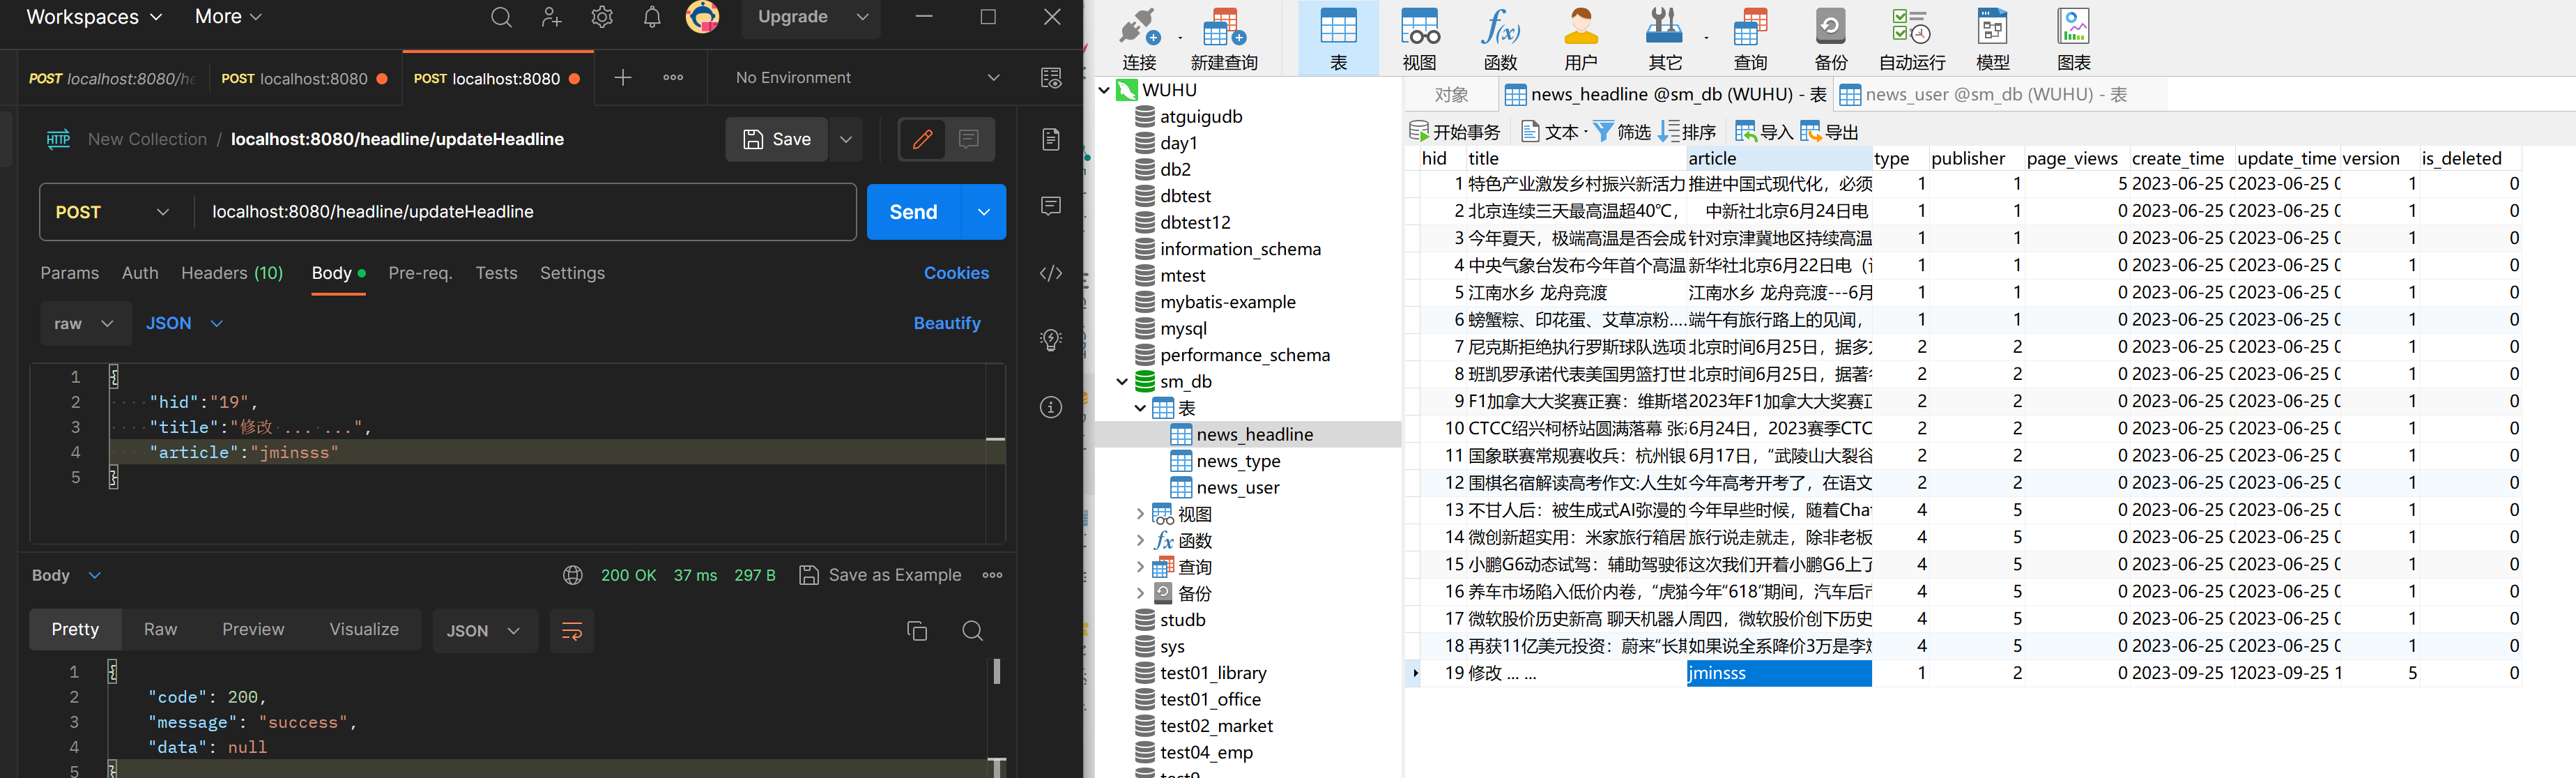 Workspaces More Upgrade
POST localhost:8080/he POST localhost:8080 POST localhost:8080 No Environment
HTTP New Collection / localhost:8080/headline/updateHeadline Save
POST localhost:8080/headline/updateHeadline Send
Params Auth Headers (10) Body Pre-req. Tests Settings Cookies
raw JSON Beautify
1 {
2 "hid":"19",
3 "title":"修改 ... ...",
4 "article":"jminsss"
5 }
Body 200 OK 37 ms 297 B Save as Example
Pretty Raw Preview Visualize JSON
1 {
2 "code": 200,
3 "message": "success",
4 "data": null
5 }
连接 新建查询 表 视图 函数 用户 其它 查询 备份 自动运行 模型 图表
WUHU
atguigudb
day1
db2
dbtest
dbtest12
information_schema
mtest
mybatis-example
mysql
performance_schema
sm_db
表
news_headline
news_type
news_user
视图
函数
查询
备份
studb
sys
test01_library
test01_office
test02_market
test04_emp
对象 news_headline @sm_db (WUHU) - 表 news_user @sm_db (WUHU) - 表
开始事务 文本 筛选 排序 导入 导出
hid title article type publisher page_views create_time update_time version is_deleted
1 特色产业激发乡村振兴新活力 推进中国式现代化，必须 1 1 5 2023-06-25 0 2023-06-25 0 1 0
2 北京连续三天最高温超40℃， 中新社北京6月24日电 1 1 0 2023-06-25 0 2023-06-25 0 1 0
3 今年夏天，极端高温是否会成 针对京津冀地区持续高温 1 1 0 2023-06-25 0 2023-06-25 0 1 0
4 中央气象台发布今年首个高温 新华社北京6月22日电（ 1 1 0 2023-06-25 0 2023-06-25 0 1 0
5 江南水乡 龙舟竞渡 江南水乡 龙舟竞渡---6月 1 1 0 2023-06-25 0 2023-06-25 0 1 0
6 螃蟹粽、印花蛋、艾草凉粉.... 端午有旅行路上的见闻， 1 1 0 2023-06-25 0 2023-06-25 0 1 0
7 尼克斯拒绝执行罗斯球队选项 北京时间6月25日，据多 2 2 0 2023-06-25 0 2023-06-25 0 1 0
8 班凯罗承诺代表美国男篮打世 北京时间6月25日，据著 2 2 0 2023-06-25 0 2023-06-25 0 1 0
9 F1加拿大大奖赛正赛：维斯塔 2023年F1加拿大大奖赛正 2 2 0 2023-06-25 0 2023-06-25 0 1 0
10 CTCC绍兴柯桥站圆满落幕 张 6月24日，2023赛季CTC 2 2 0 2023-06-25 0 2023-06-25 0 1 0
11 国象联赛常规赛收兵：杭州银 6月17日，“武陵山大裂谷 2 2 0 2023-06-25 0 2023-06-25 0 1 0
12 围棋名宿解读高考作文:人生如 今年高考开考了，在语文 2 2 0 2023-06-25 0 2023-06-25 0 1 0
13 不甘人后：被生成式AI弥漫的 今年早些时候，随着Cha 4 5 0 2023-06-25 0 2023-06-25 0 1 0
14 微创新超实用：米家旅行箱居 旅行说走就走，除非老板 4 5 0 2023-06-25 0 2023-06-25 0 1 0
15 小鹏G6动态试驾：辅助驾驶很 这次我们开着小鹏G6上了 4 5 0 2023-06-25 0 2023-06-25 0 1 0
16 养车市场陷入低价内卷，“虎猫 今年“618”期间，汽车后市 4 5 0 2023-06-25 0 2023-06-25 0 1 0
17 微软股价历史新高 聊天机器人 周四，微软股价创下历史 4 5 0 2023-06-25 0 2023-06-25 0 1 0
18 再获11亿美元投资：蔚来“长期 如果说全系降价3万是李斌 4 5 0 2023-06-25 0 2023-06-25 0 1 0
19 修改 ... ... jminsss 1 2 0 2023-09-25 1 2023-09-25 1 5 0